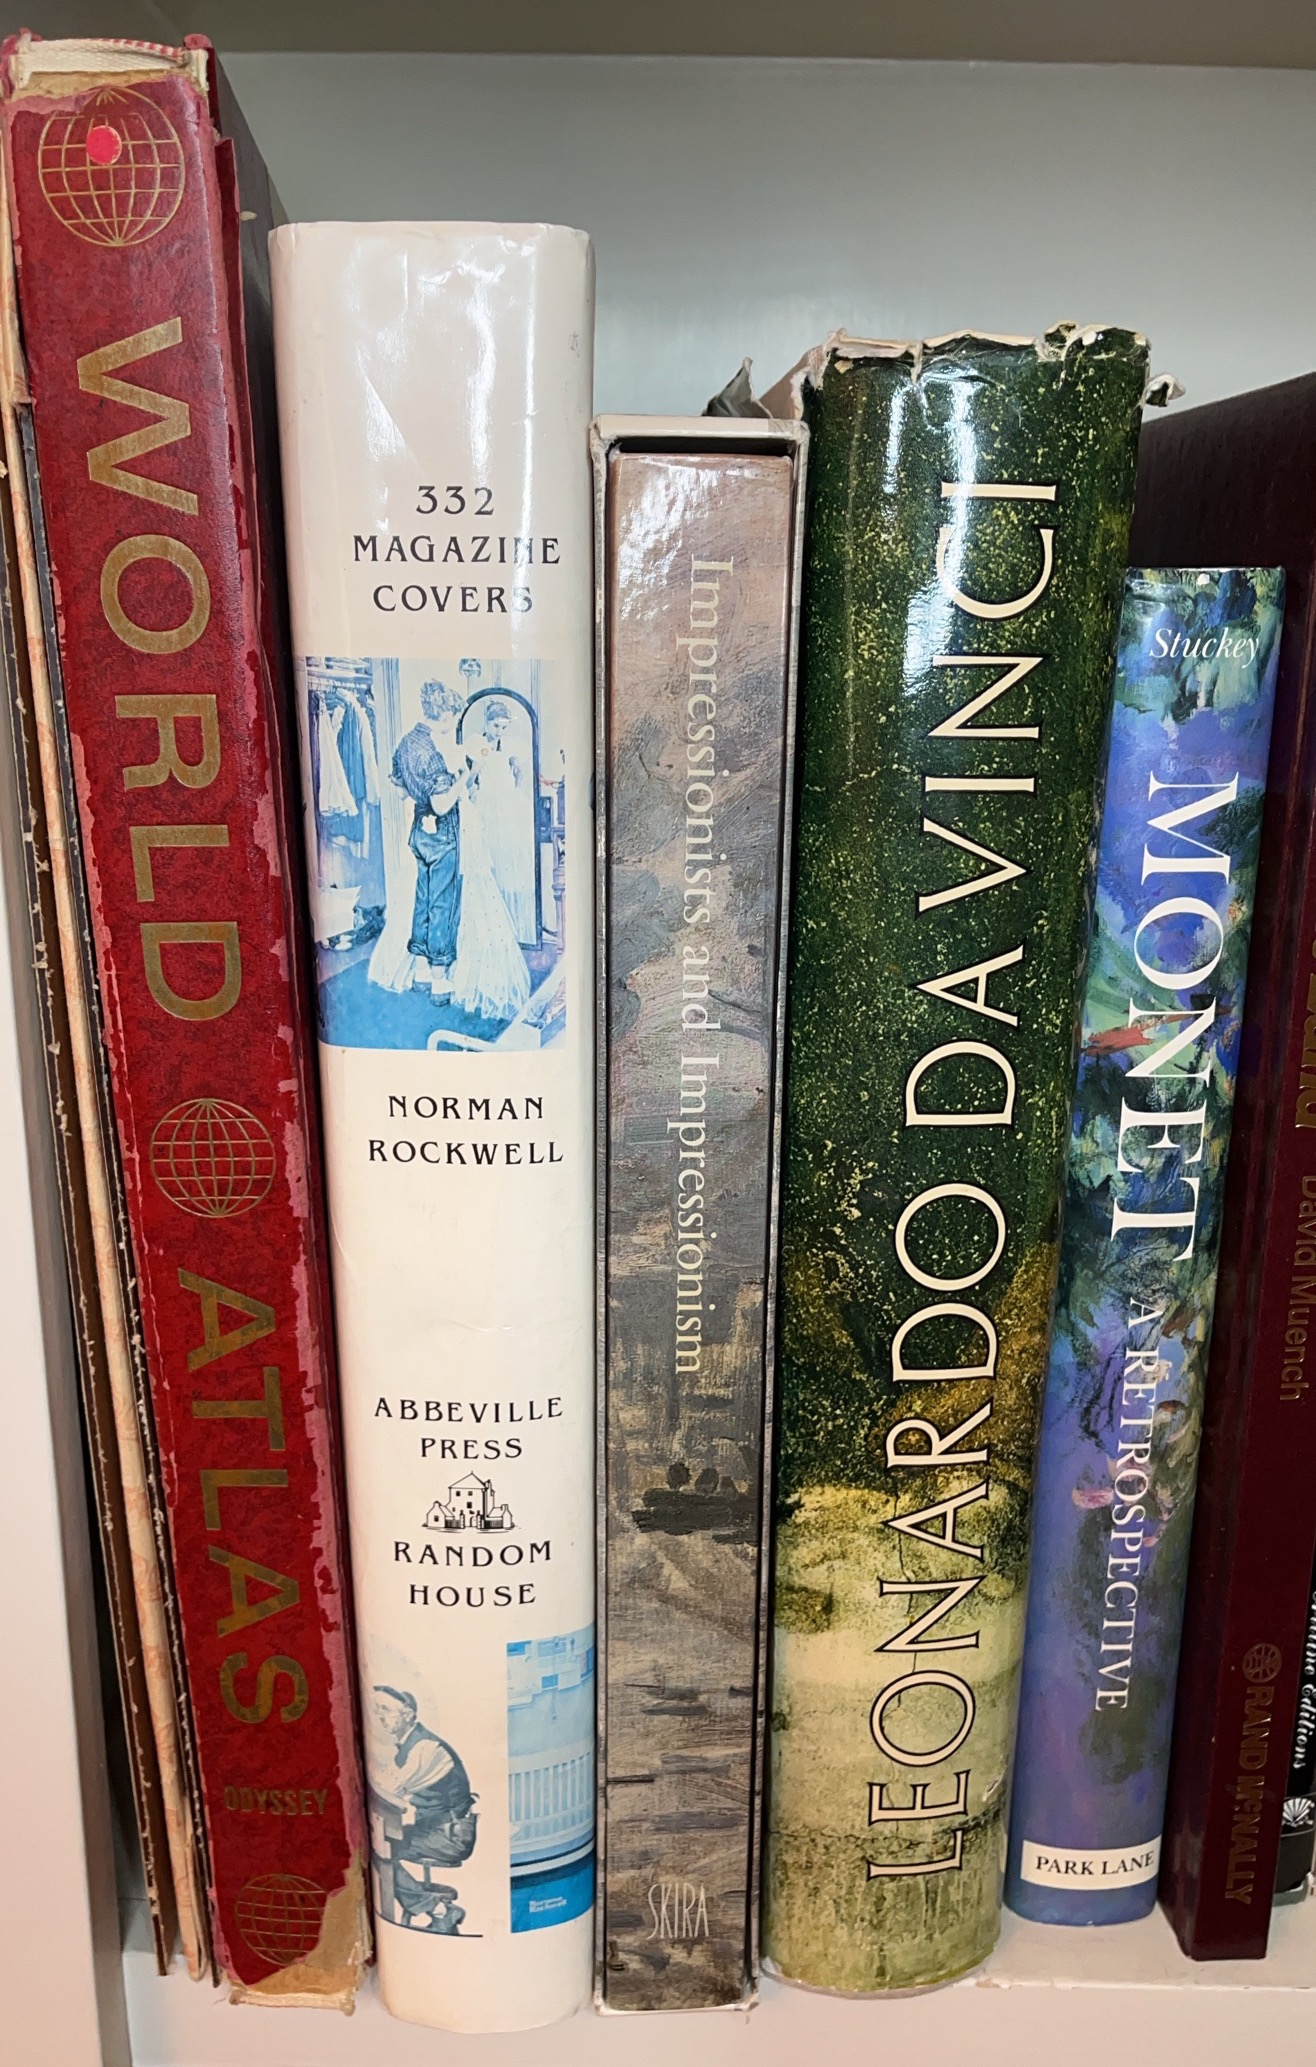 WORLD ATLAS
ODYSSEY
332
MAGAZINE
COVERS
NORMAN
ROCKWELL
ABBEVILLE
PRESS
RANDOM
HOUSE
Impressionists and Impressionism
SKIRA
LEONARDO DA VINCI
Stuckey
MONET A RETROSPECTIVE
PARK LANE
David Muench
RAND MCNALLY
Editions